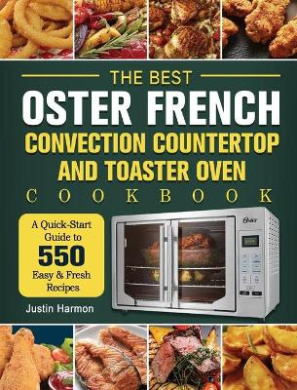 THE BEST
OSTER FRENCH
CONVECTION COUNTERTOP
AND TOASTER OVEN
COOKBOOK
A Quick-Start
Guide to
550
Easy & Fresh
Recipes
Justin Harmon
Oster